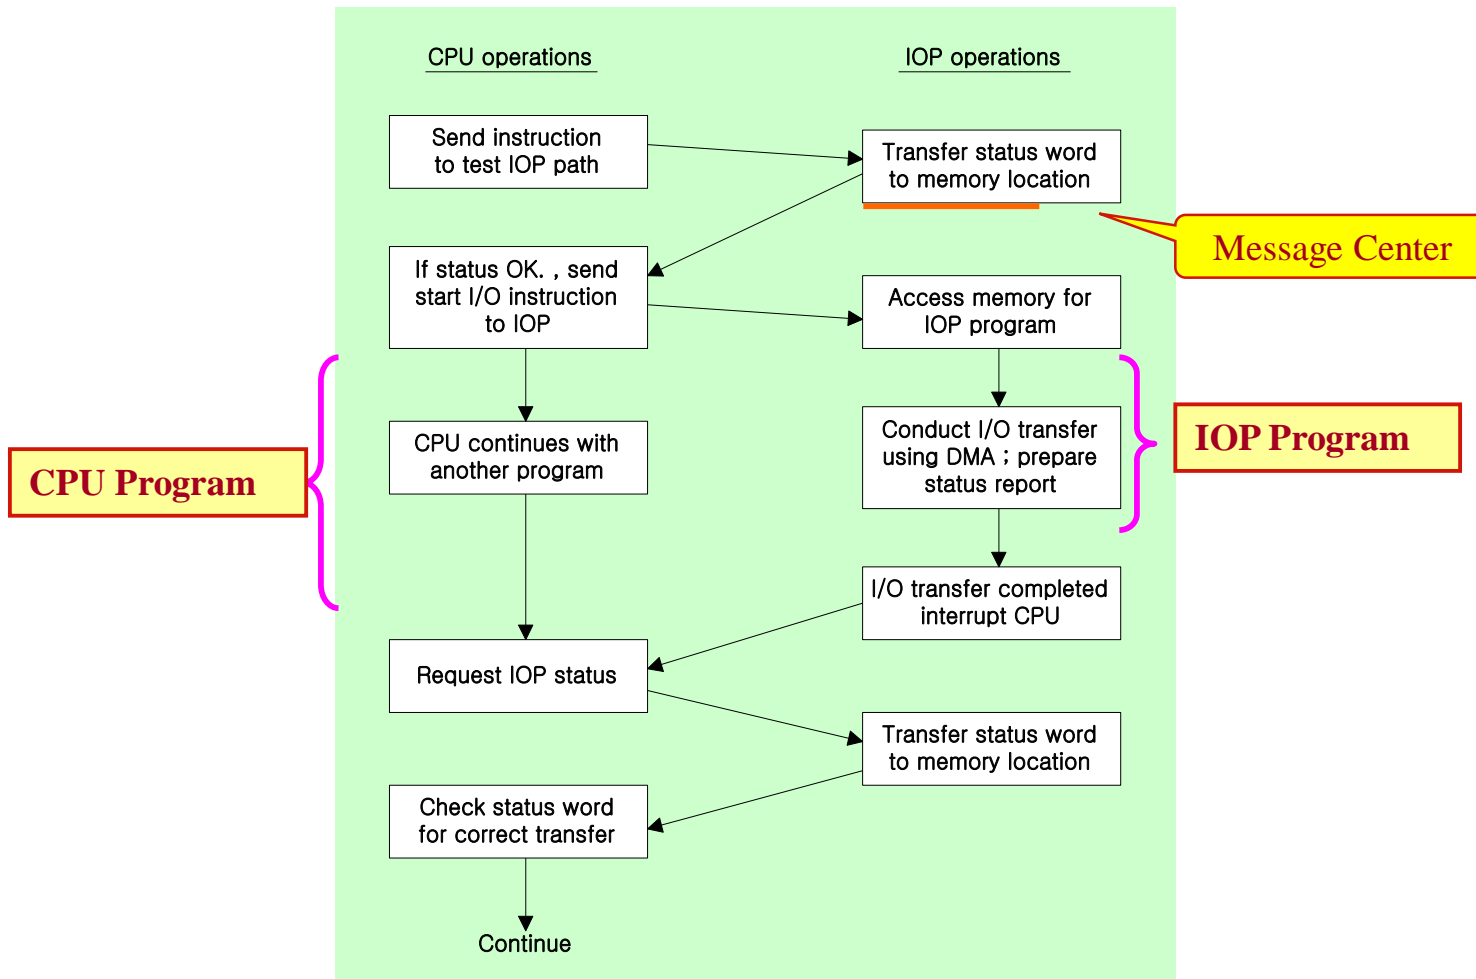 CPU operations
IOP operations
Send instruction
to test IOP path
Transfer status word
to memory location
Message Center
If status OK. , send
start I/O instruction
to IOP
Access memory for
IOP program
CPU continues with
another program
Conduct I/O transfer
using DMA ; prepare
status report
CPU Program
IOP Program
I/O transfer completed
interrupt CPU
Request IOP status
Transfer status word
to memory location
Check status word
for correct transfer
Continue